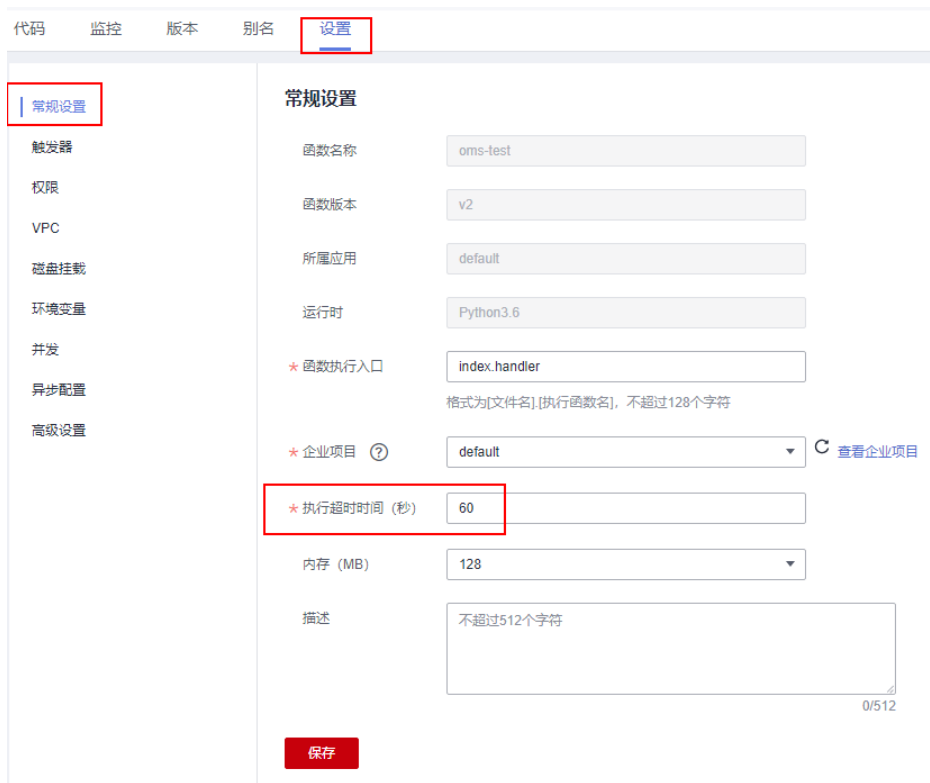 代码 监控 版本 别名 设置
常规设置
触发器
权限
VPC
磁盘挂载
环境变量
并发
异步配置
高级设置
常规设置
函数名称 oms-test
函数版本 v2
所属应用 default
运行时 Python3.6
* 函数执行入口 index.handler
格式为[文件名].[执行函数名]，不超过128个字符
* 企业项目 ? default 查看企业项目
* 执行超时时间（秒） 60
内存（MB） 128
描述 不超过512个字符
0/512
保存